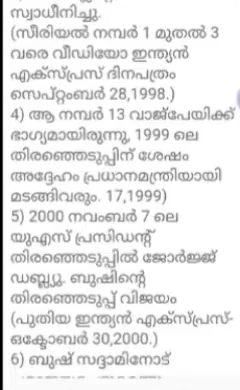 സ്വാധീനിച്ചു.
(സീരിയൽ നമ്പർ 1 മുതൽ 3
വരെ വീഡിയോ ഇന്ത്യൻ
എക്സ്പ്രസ് ദിനപത്രം
സെപ്റ്റംബർ 28,1998.)
4) ആ നമ്പർ 13 വാജ്പേയിക്ക്
ഭാഗ്യമായിരുന്നു, 1999 ലെ
തിരഞ്ഞെടുപ്പിന് ശേഷം
അദ്ദേഹം പ്രധാനമന്ത്രിയായി
മടങ്ങിവരും. 17,1999)
5) 2000 നവംബർ 7 ലെ
യുഎസ് പ്രസിഡന്റ്
തിരഞ്ഞെടുപ്പിൽ ജോർജ്ജ്
ഡബ്ല്യു. ബുഷിന്റെ
തിരഞ്ഞെടുപ്പ് വിജയം
(പുതിയ ഇന്ത്യൻ എക്സ്പ്രസ്-
ഒക്ടോബർ 30,2000.)
6) ബുഷ് സദ്ദാമിനോട്